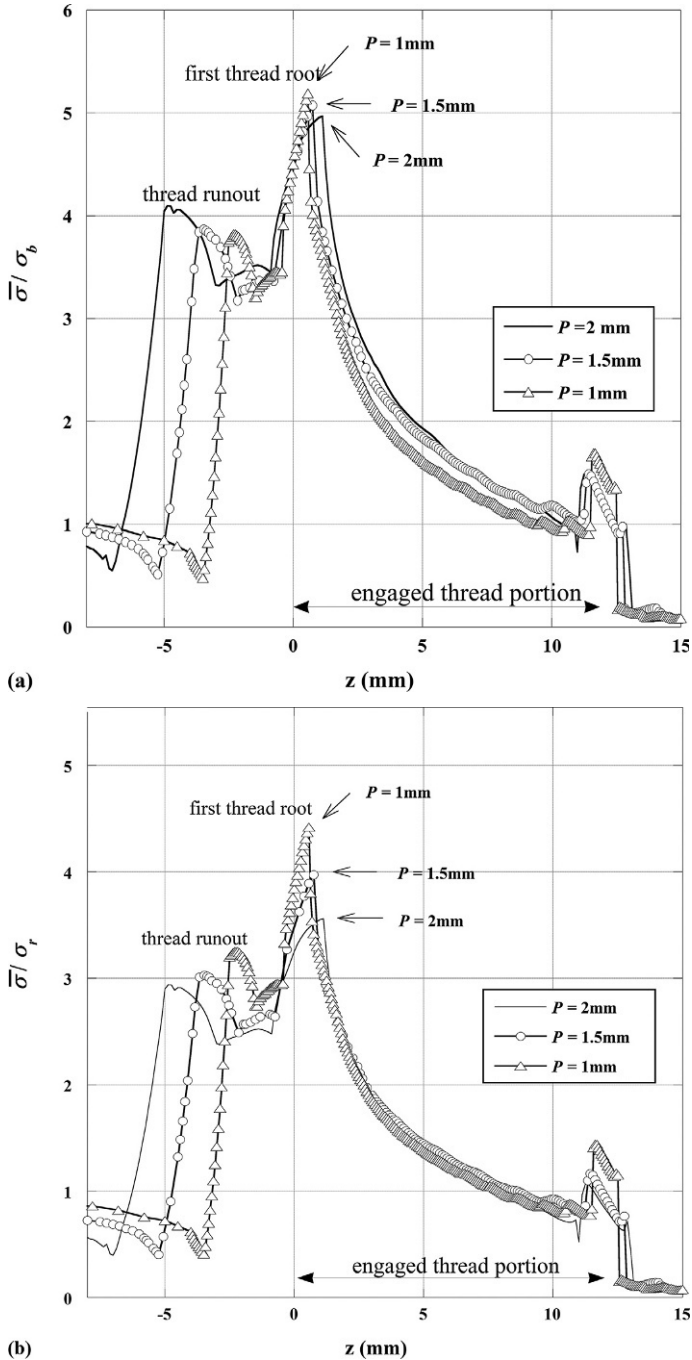 6
P = 1mm
first thread root
P = 1.5mm
5
P = 2mm
thread runout
4
σ̅ / σb
3
P = 2 mm
P = 1.5mm
P = 1mm
2
1
engaged thread portion
0
-5 0 5 10 15
(a) z (mm)
5
P = 1mm
first thread root
4
P = 1.5mm
P = 2mm
thread runout
3
σ̅ / σr
P = 2mm
P = 1.5mm
P = 1mm
2
1
engaged thread portion
0
-5 0 5 10 15
(b) z (mm)